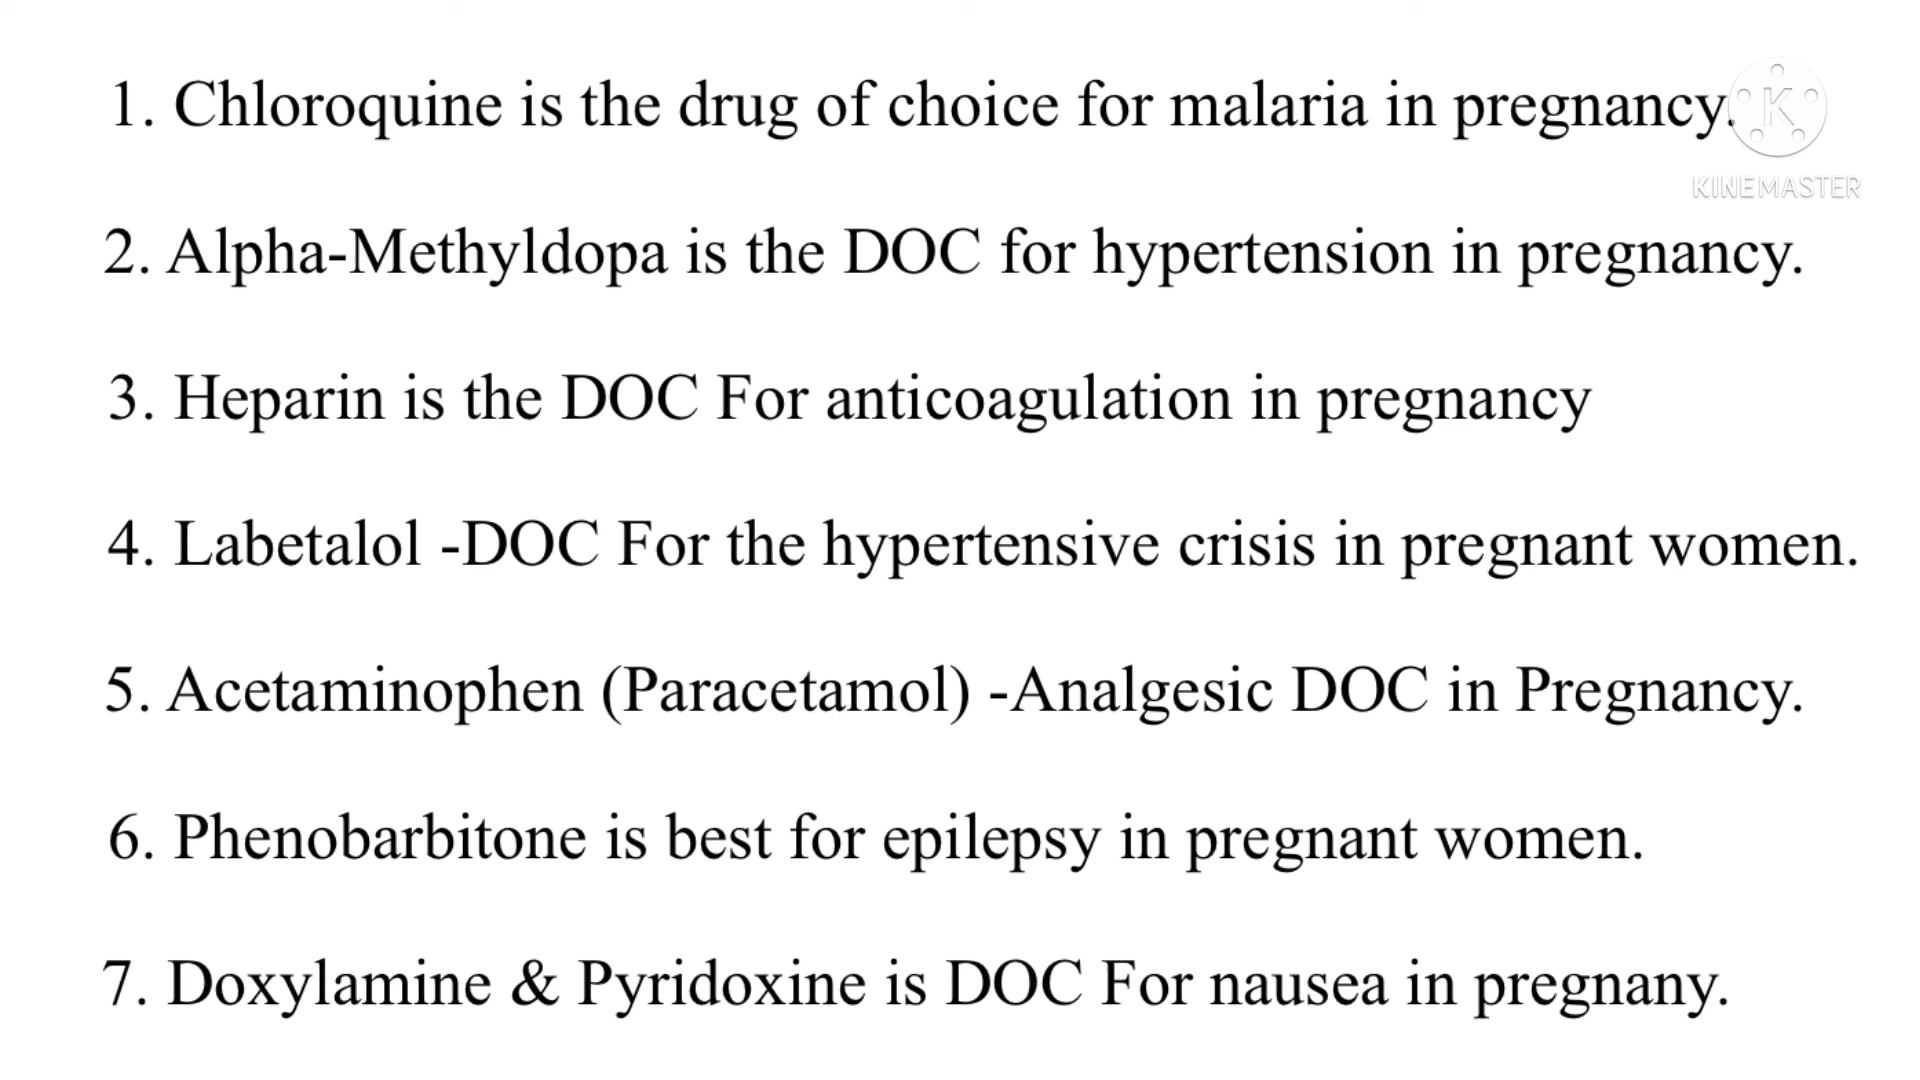 1. Chloroquine is the drug of choice for malaria in pregnancy.
K
KINEMASTER
2. Alpha-Methyldopa is the DOC for hypertension in pregnancy.
3. Heparin is the DOC For anticoagulation in pregnancy
4. Labetalol -DOC For the hypertensive crisis in pregnant women.
5. Acetaminophen (Paracetamol) -Analgesic DOC in Pregnancy.
6. Phenobarbitone is best for epilepsy in pregnant women.
7. Doxylamine & Pyridoxine is DOC For nausea in pregnany.